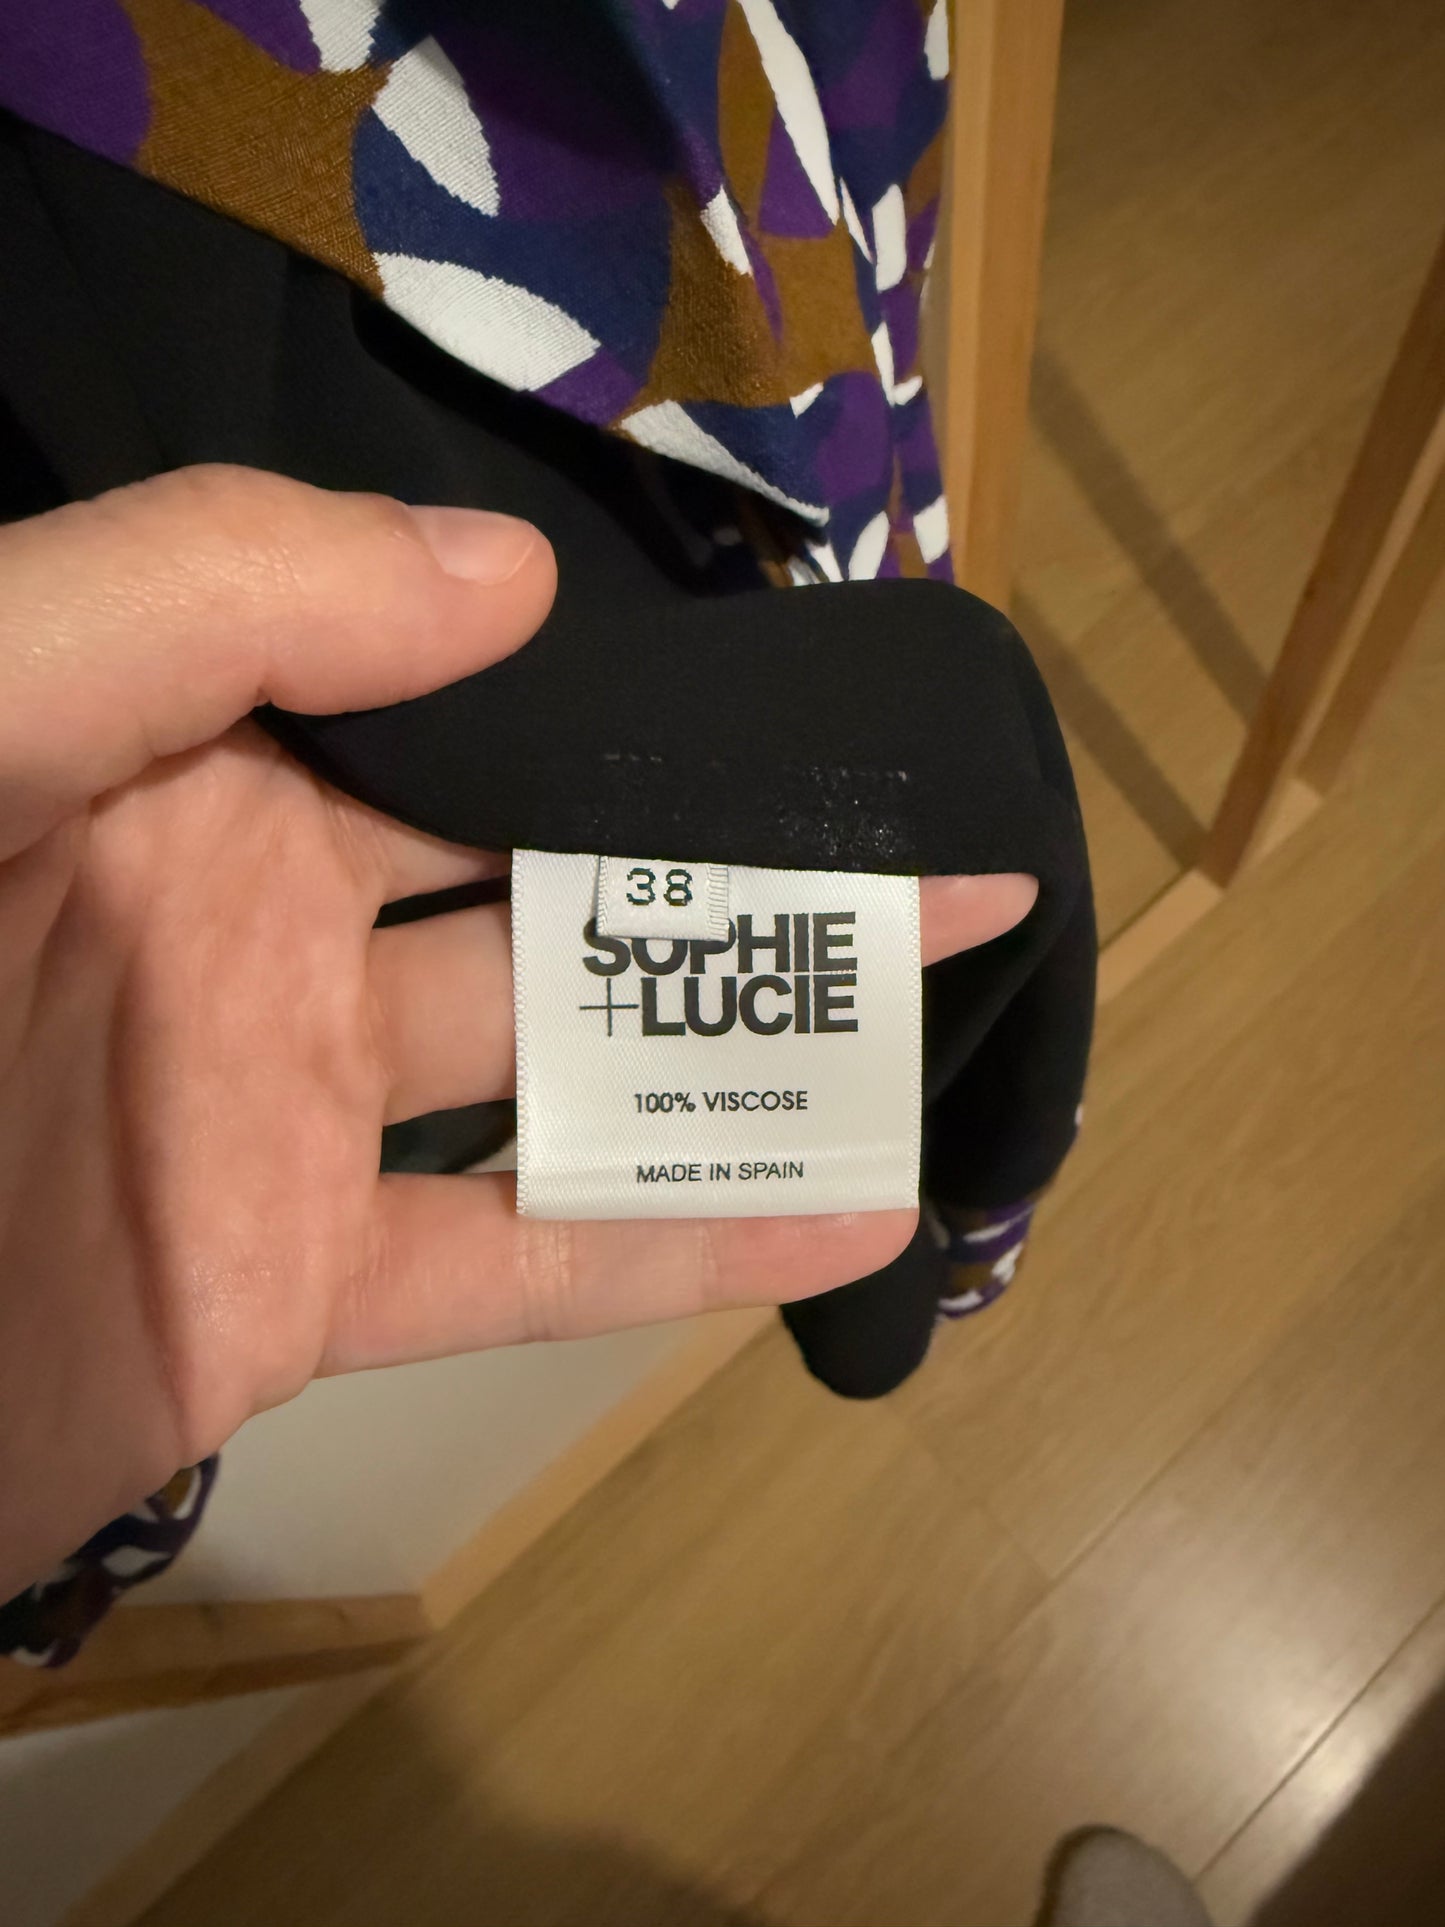 38
SOPHIE
+LUCIE
100% VISCOSE
MADE IN SPAIN